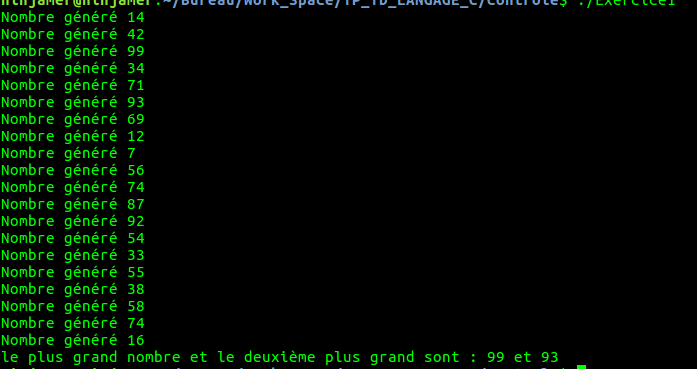 :~/Bureau/Work_Space/TP_TD_LANGAGE_C/Controle$ ./Exercice1
Nombre généré 14
Nombre généré 42
Nombre généré 99
Nombre généré 34
Nombre généré 71
Nombre généré 93
Nombre généré 69
Nombre généré 12
Nombre généré 7
Nombre généré 56
Nombre généré 74
Nombre généré 87
Nombre généré 92
Nombre généré 54
Nombre généré 33
Nombre généré 55
Nombre généré 38
Nombre généré 58
Nombre généré 74
Nombre généré 16
le plus grand nombre et le deuxième plus grand sont : 99 et 93